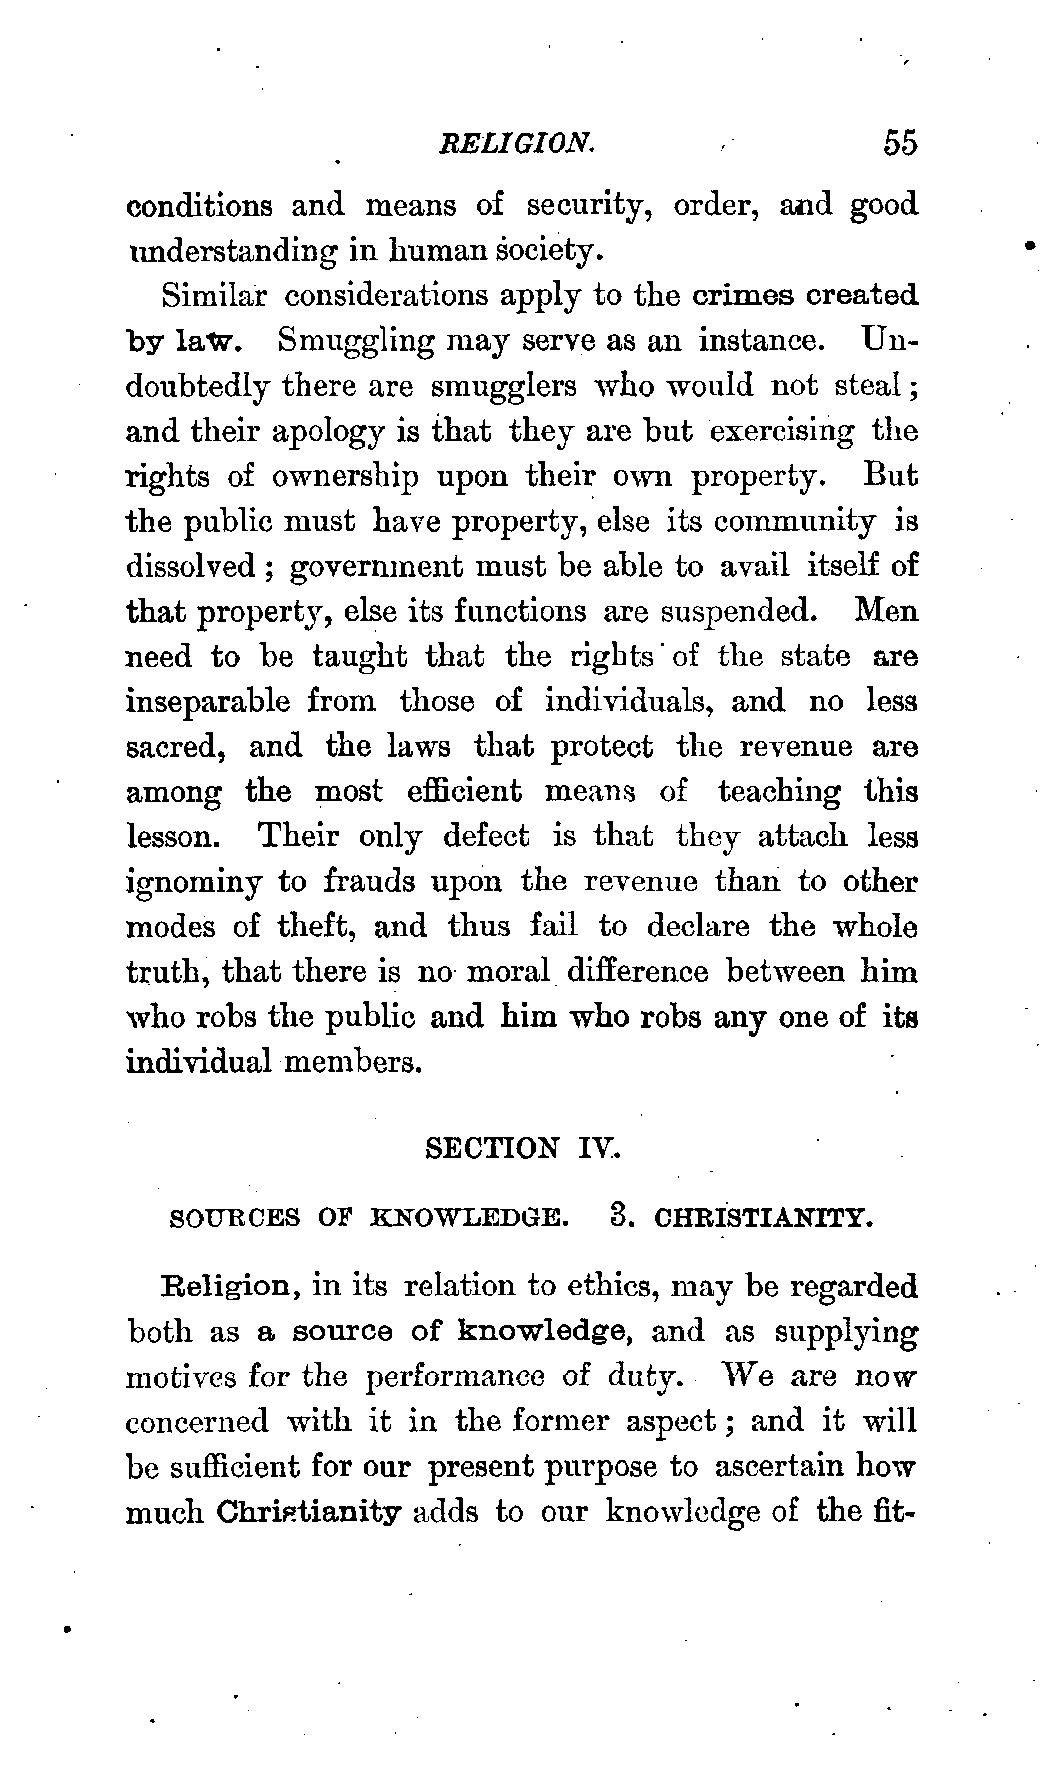 RELIGION. 55
conditions and means of security, order, and good
understanding in human society.
Similar considerations apply to the crimes created
by law. Smuggling may serve as an instance. Un-
doubtedly there are smugglers who would not steal;
and their apology is that they are but exercising the
rights of ownership upon their own property. But
the public must have property, else its community is
dissolved; government must be able to avail itself of
that property, else its functions are suspended. Men
need to be taught that the rights of the state are
inseparable from those of individuals, and no less
sacred, and the laws that protect the revenue are
among the most efficient means of teaching this
lesson. Their only defect is that they attach less
ignominy to frauds upon the revenue than to other
modes of theft, and thus fail to declare the whole
truth, that there is no moral difference between him
who robs the public and him who robs any one of its
individual members.
SECTION IV.
SOURCES OF KNOWLEDGE. 3. CHRISTIANITY.
Religion, in its relation to ethics, may be regarded
both as a source of knowledge, and as supplying
motives for the performance of duty. We are now
concerned with it in the former aspect; and it will
be sufficient for our present purpose to ascertain how
much Christianity adds to our knowledge of the fit-